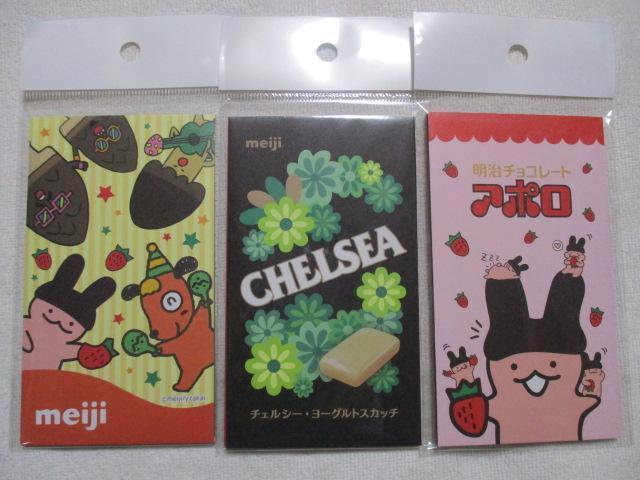 meiji
©meiji/y.takai
meiji
CHELSEA
チェルシー・ヨーグルトスカッチ
明治チョコレート
アポロ
zzz